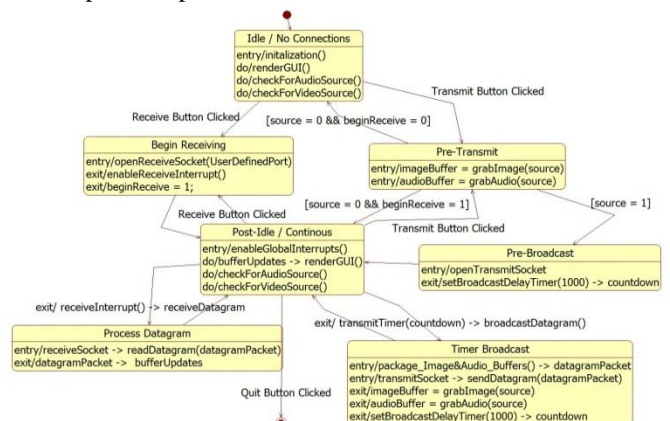 Idle / No Connections
entry/initalization()
do/renderGUI()
do/checkForAudioSource()
do/checkForVideoSource()
Receive Button Clicked
[source = 0 && beginReceive = 0]
Transmit Button Clicked
Begin Receiving
entry/openReceiveSocket(UserDefinedPort)
exit/enableReceiveInterrupt()
exit/beginReceive = 1;
Pre-Transmit
entry/imageBuffer = grabImage(source)
entry/audioBuffer = grabAudio(source)
Receive Button Clicked
[source = 0 && beginReceive = 1]
Transmit Button Clicked
[source = 1]
Post-Idle / Continous
entry/enableGlobalInterrupts()
do/bufferUpdates -> renderGUI()
do/checkForAudioSource()
do/checkForVideoSource()
Pre-Broadcast
entry/openTransmitSocket
exit/setBroadcastDelayTimer(1000) -> countdown
exit/ receiveInterrupt() -> receiveDatagram
exit/ transmitTimer(countdown) -> broadcastDatagram()
Process Datagram
entry/receiveSocket -> readDatagram(datagramPacket)
exit/datagramPacket -> bufferUpdates
Quit Button Clicked
Timer Broadcast
entry/package_Image&Audio_Buffers() -> datagramPacket
entry/transmitSocket -> sendDatagram(datagramPacket)
exit/imageBuffer = grabImage(source)
exit/audioBuffer = grabAudio(source)
exit/setBroadcastDelayTimer(1000) -> countdown